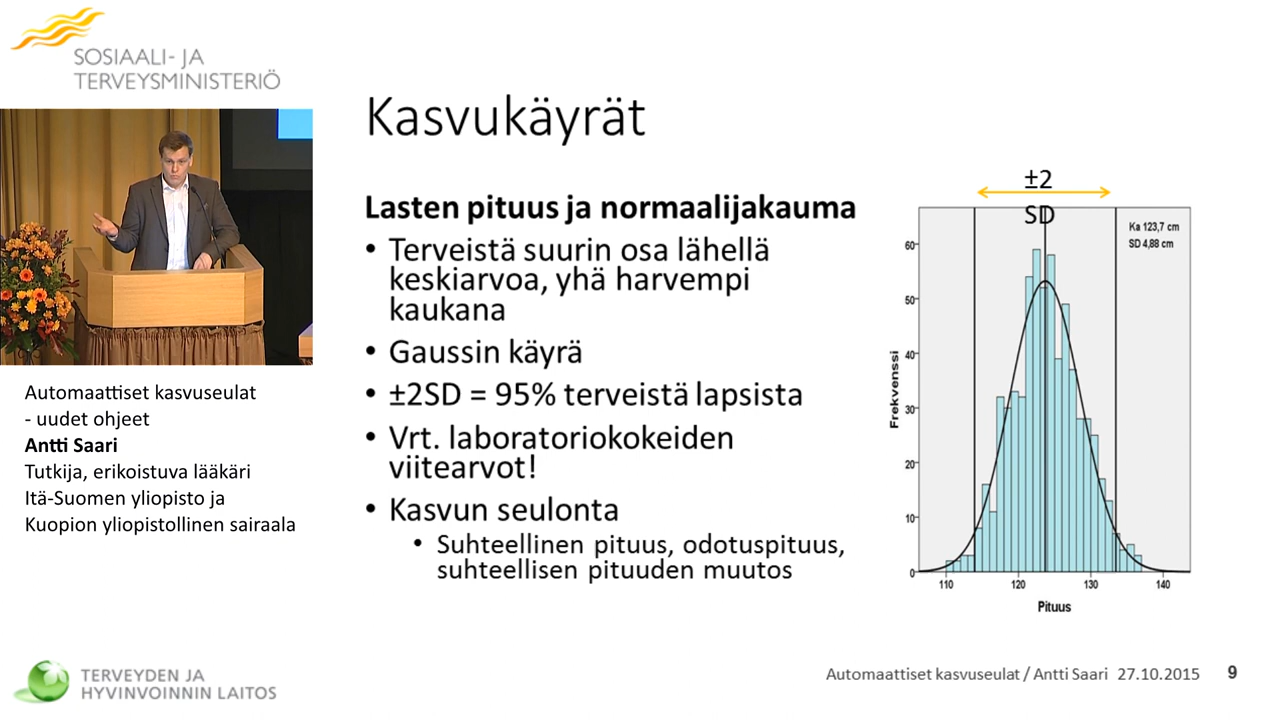 SOSIAALI- JA
TERVEYSMINISTERIÖ
Kasvukäyrät
Lasten pituus ja normaalijakauma
• Terveistä suurin osa lähellä
keskiarvoa, yhä harvempi
kaukana
• Gaussin käyrä
• ±2SD = 95% terveistä lapsista
• Vrt. laboratoriokokeiden
viitearvot!
• Kasvun seulonta
• Suhteellinen pituus, odotuspituus,
suhteellisen pituuden muutos
±2
SD
Ka 123,7 cm
SD 4,88 cm
Frekvenssi
60
50
40
30
20
10
0
110 120 130 140
Pituus
Automaattiset kasvuseulat
- uudet ohjeet
Antti Saari
Tutkija, erikoistuva lääkäri
Itä-Suomen yliopisto ja
Kuopion yliopistollinen sairaala
TERVEYDEN JA
HYVINVOINNIN LAITOS
Automaattiset kasvuseulat / Antti Saari 27.10.2015 9